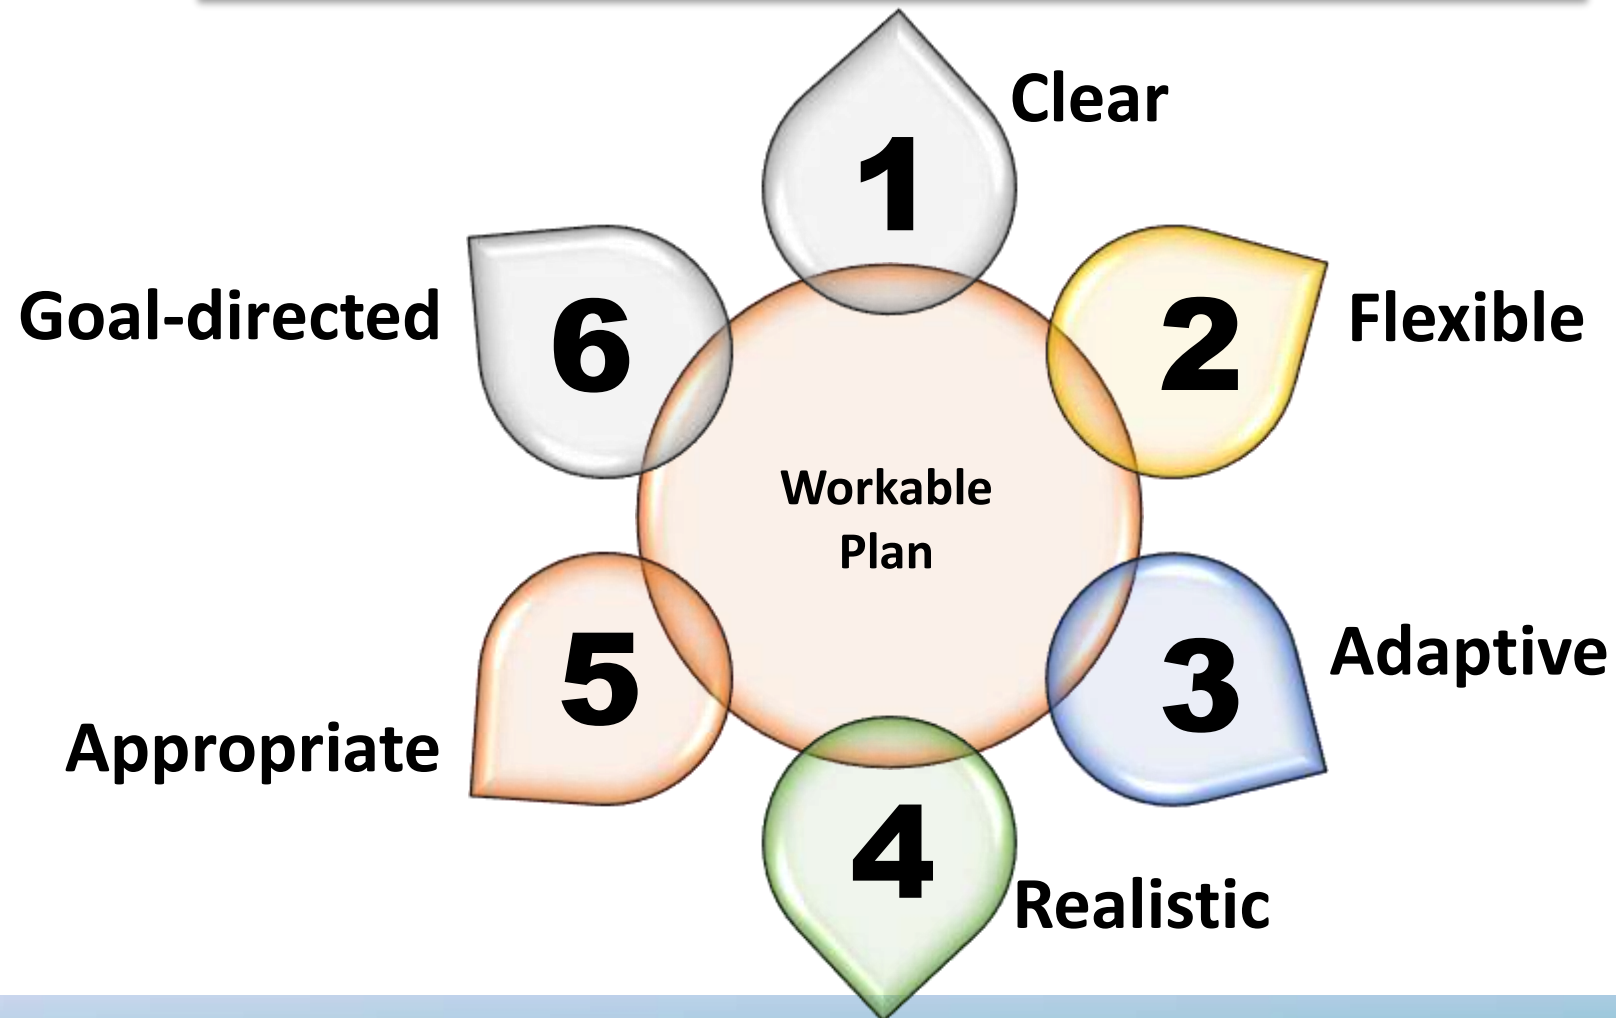 1
Clear
2
Flexible
3
Adaptive
4
Realistic
5
Appropriate
6
Goal-directed
Workable
Plan